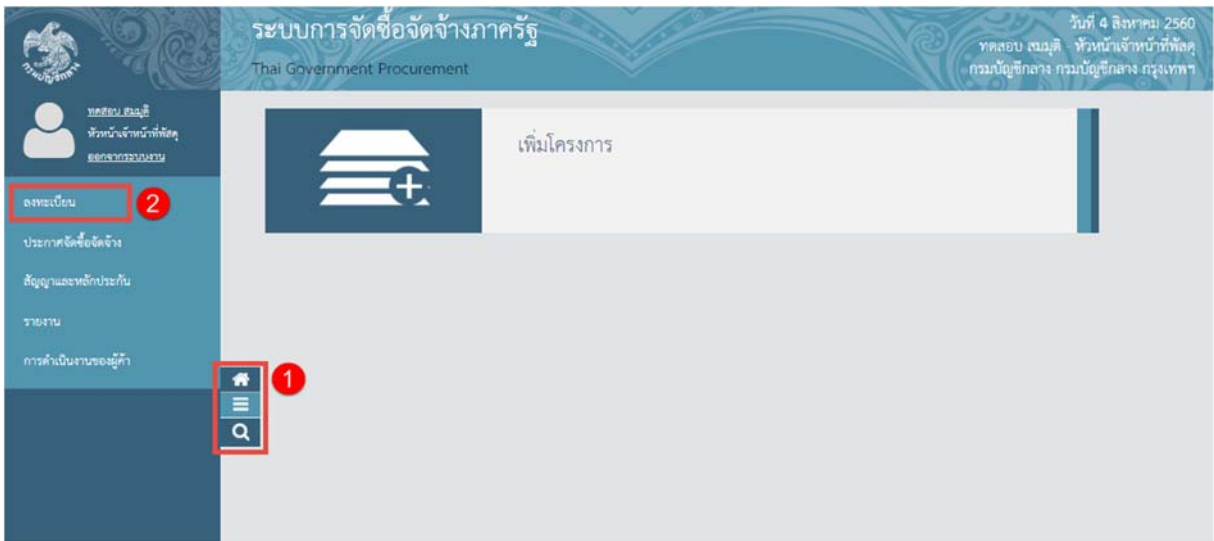 ระบบการจัดซื้อจัดจ้างภาครัฐ
Thai Government Procurement
วันที่ 4 สิงหาคม 2560
ทดสอบ สมมุติ - หัวหน้าเจ้าหน้าที่พัสดุ
กรมบัญชีกลาง กรมบัญชีกลาง กรุงเทพฯ
กรมบัญชีกลาง
ทดสอบ สมมุติ
หัวหน้าเจ้าหน้าที่พัสดุ
ออกจากระบบงาน
ลงทะเบียน
2
ประกาศจัดซื้อจัดจ้าง
สัญญาและหลักประกัน
รายงาน
การดำเนินงานของผู้ค้า
เพิ่มโครงการ
1